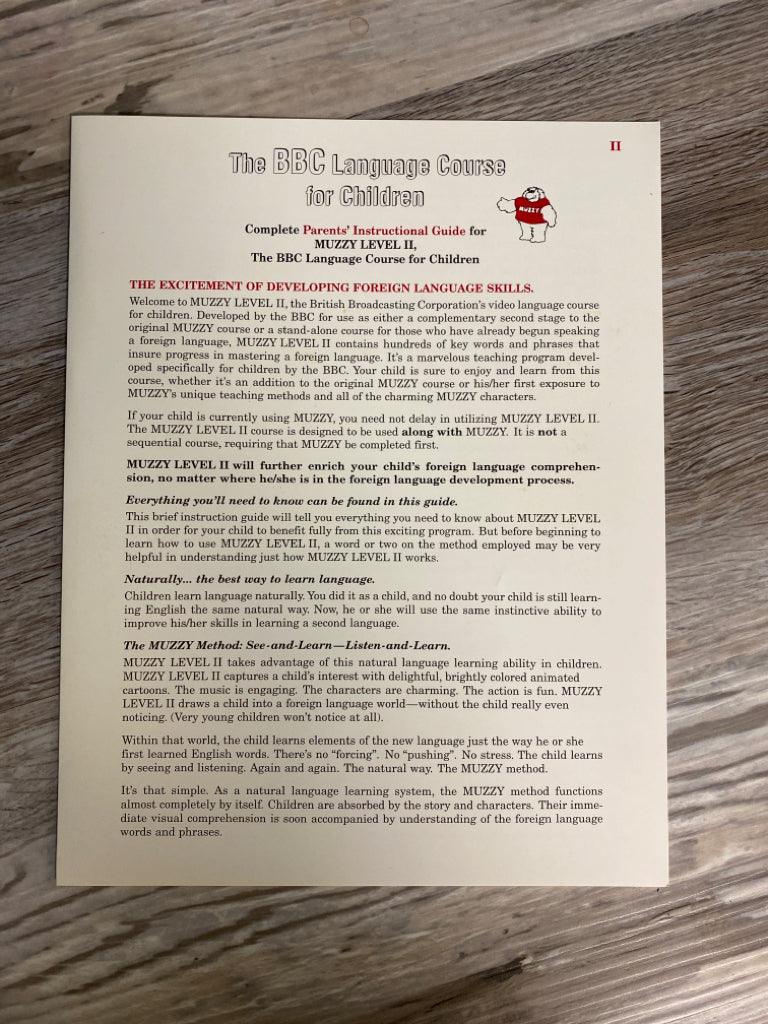 II
The BBC Language Course
for Children
MUZZY
Complete Parents' Instructional Guide for
MUZZY LEVEL II,
The BBC Language Course for Children
THE EXCITEMENT OF DEVELOPING FOREIGN LANGUAGE SKILLS.
Welcome to MUZZY LEVEL II, the British Broadcasting Corporation's video language course
for children. Developed by the BBC for use as either a complementary second stage to the
original MUZZY course or a stand-alone course for those who have already begun speaking
a foreign language, MUZZY LEVEL II contains hundreds of key words and phrases that
insure progress in mastering a foreign language. It's a marvelous teaching program devel-
oped specifically for children by the BBC. Your child is sure to enjoy and learn from this
course, whether it's an addition to the original MUZZY course or his/her first exposure to
MUZZY's unique teaching methods and all of the charming MUZZY characters.
If your child is currently using MUZZY, you need not delay in utilizing MUZZY LEVEL II.
The MUZZY LEVEL II course is designed to be used along with MUZZY. It is not a
sequential course, requiring that MUZZY be completed first.
MUZZY LEVEL II will further enrich your child's foreign language comprehen-
sion, no matter where he/she is in the foreign language development process.
Everything you'll need to know can be found in this guide.
This brief instruction guide will tell you everything you need to know about MUZZY LEVEL
II in order for your child to benefit fully from this exciting program. But before beginning to
learn how to use MUZZY LEVEL II, a word or two on the method employed may be very
helpful in understanding just how MUZZY LEVEL II works.
Naturally... the best way to learn language.
Children learn language naturally. You did it as a child, and no doubt your child is still learn-
ing English the same natural way. Now, he or she will use the same instinctive ability to
improve his/her skills in learning a second language.
The MUZZY Method: See-and-Learn—Listen-and-Learn.
MUZZY LEVEL II takes advantage of this natural language learning ability in children.
MUZZY LEVEL II captures a child's interest with delightful, brightly colored animated
cartoons. The music is engaging. The characters are charming. The action is fun. MUZZY
LEVEL II draws a child into a foreign language world—without the child really even
noticing. (Very young children won't notice at all).
Within that world, the child learns elements of the new language just the way he or she
first learned English words. There's no "forcing". No "pushing". No stress. The child learns
by seeing and listening. Again and again. The natural way. The MUZZY method.
It's that simple. As a natural language learning system, the MUZZY method functions
almost completely by itself. Children are absorbed by the story and characters. Their imme-
diate visual comprehension is soon accompanied by understanding of the foreign language
words and phrases.